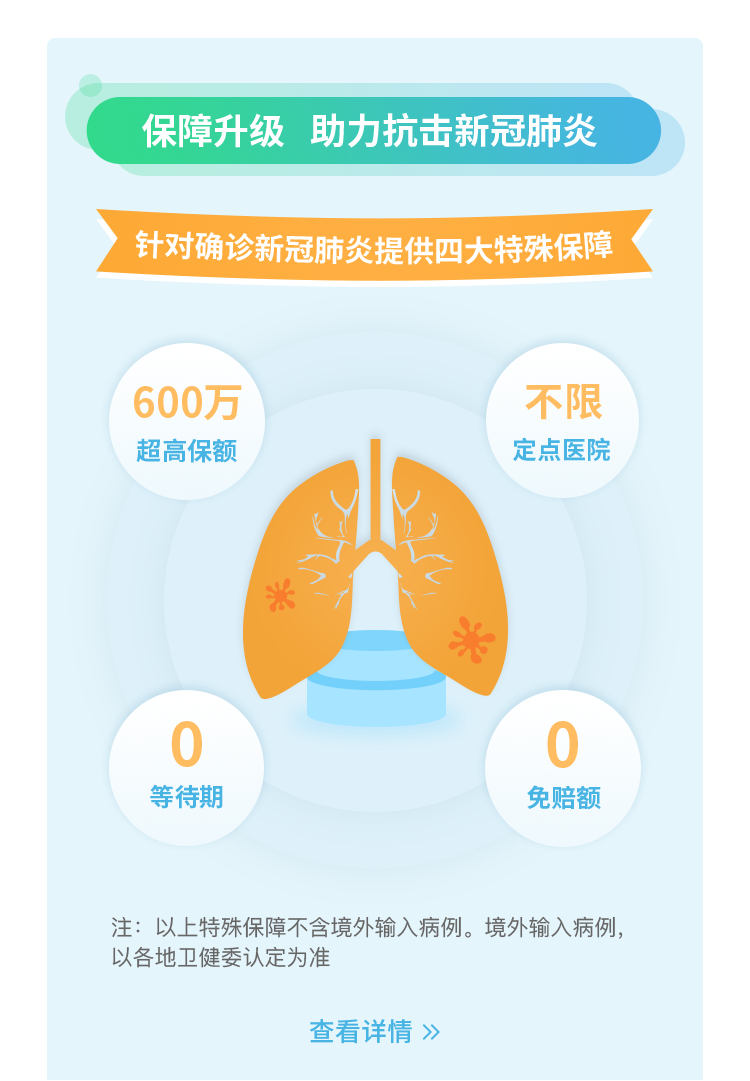 保障升级 助力抗击新冠肺炎
针对确诊新冠肺炎提供四大特殊保障
600万
超高保额
不限
定点医院
0
等待期
0
免赔额
注：以上特殊保障不含境外输入病例。境外输入病例，
以各地卫健委认定为准
查看详情 »